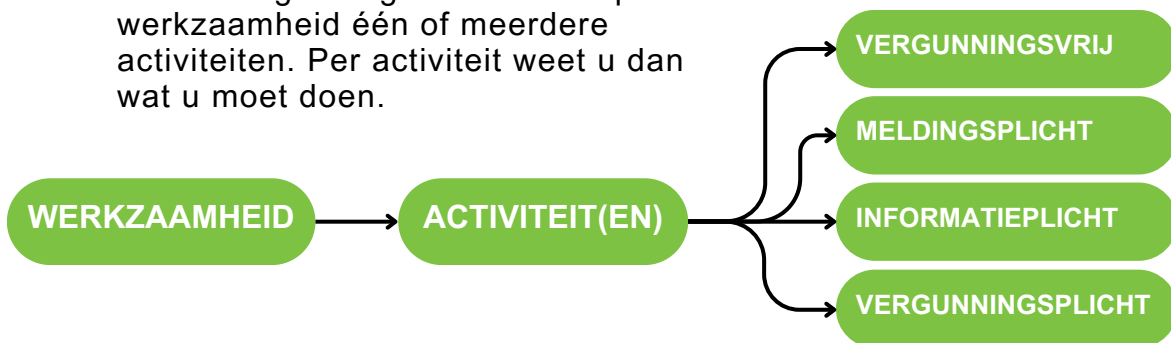 werkzaamheid één of meerdere
activiteiten. Per activiteit weet u dan
wat u moet doen.
VERGUNNINGSVRIJ
MELDINGSPLICHT
WERKZAAMHEID
ACTIVITEIT(EN)
INFORMATIEPLICHT
VERGUNNINGSPLICHT